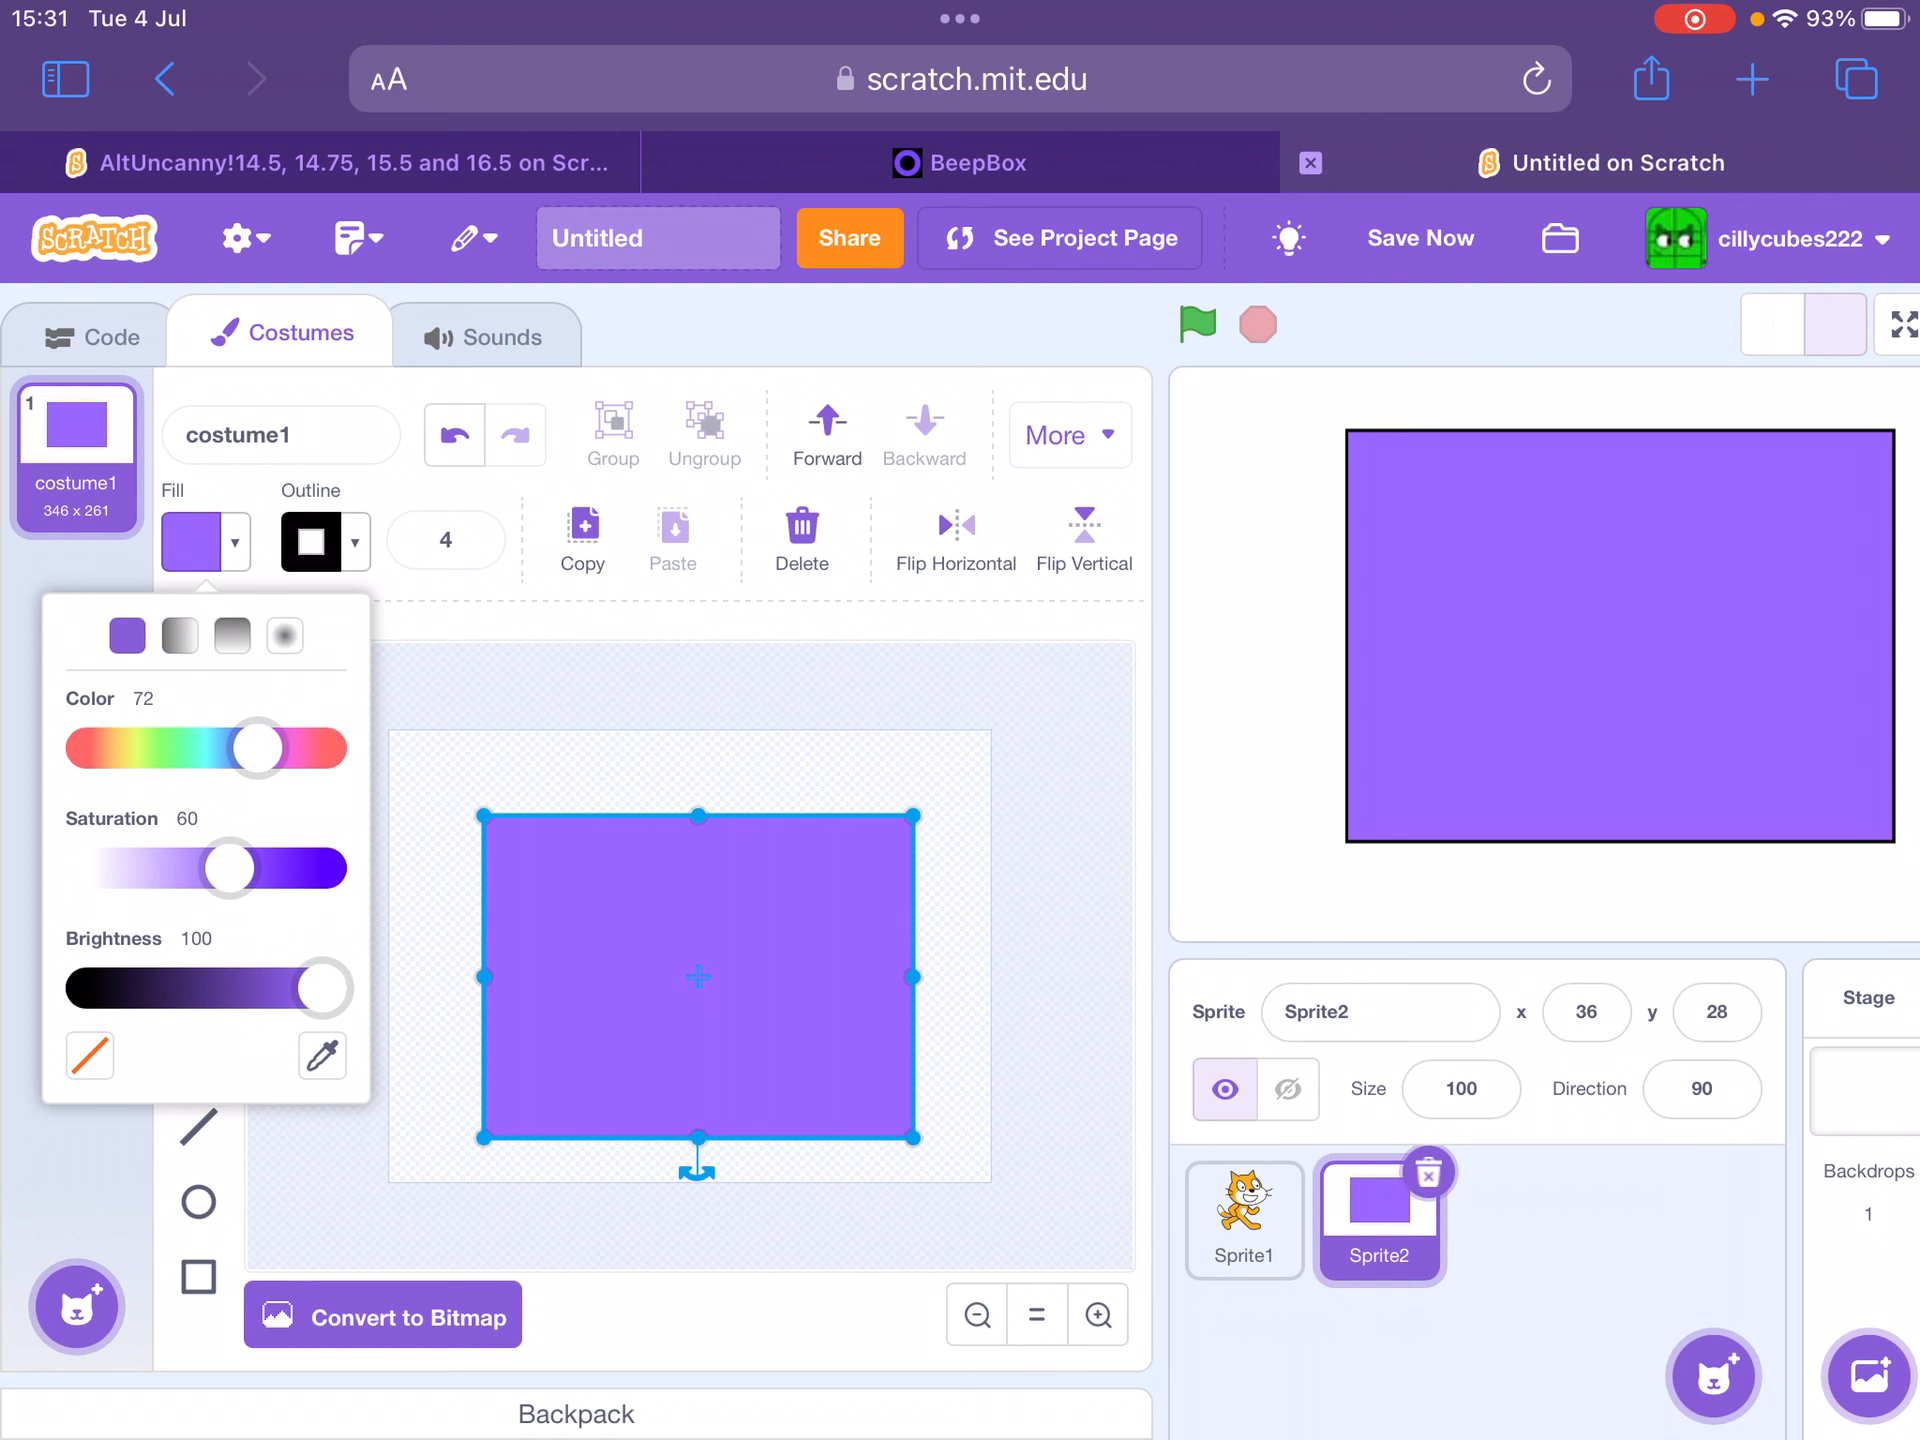 15:31 Tue 4 Jul
93%
AA scratch.mit.edu
AltUncanny!14.5, 14.75, 15.5 and 16.5 on Scr...
BeepBox
Untitled on Scratch
SCRATCH
Untitled
Share
See Project Page
Save Now
cillycubes222
Code
Costumes
Sounds
1
costume1
346 x 261
costume1
Group
Ungroup
Forward
Backward
More
Fill
Outline
4
Copy
Paste
Delete
Flip Horizontal
Flip Vertical
Color 72
Saturation 60
Brightness 100
Convert to Bitmap
=
Backpack
Sprite Sprite2 x 36 y 28
Size 100 Direction 90
Sprite1
Sprite2
Stage
Backdrops
1